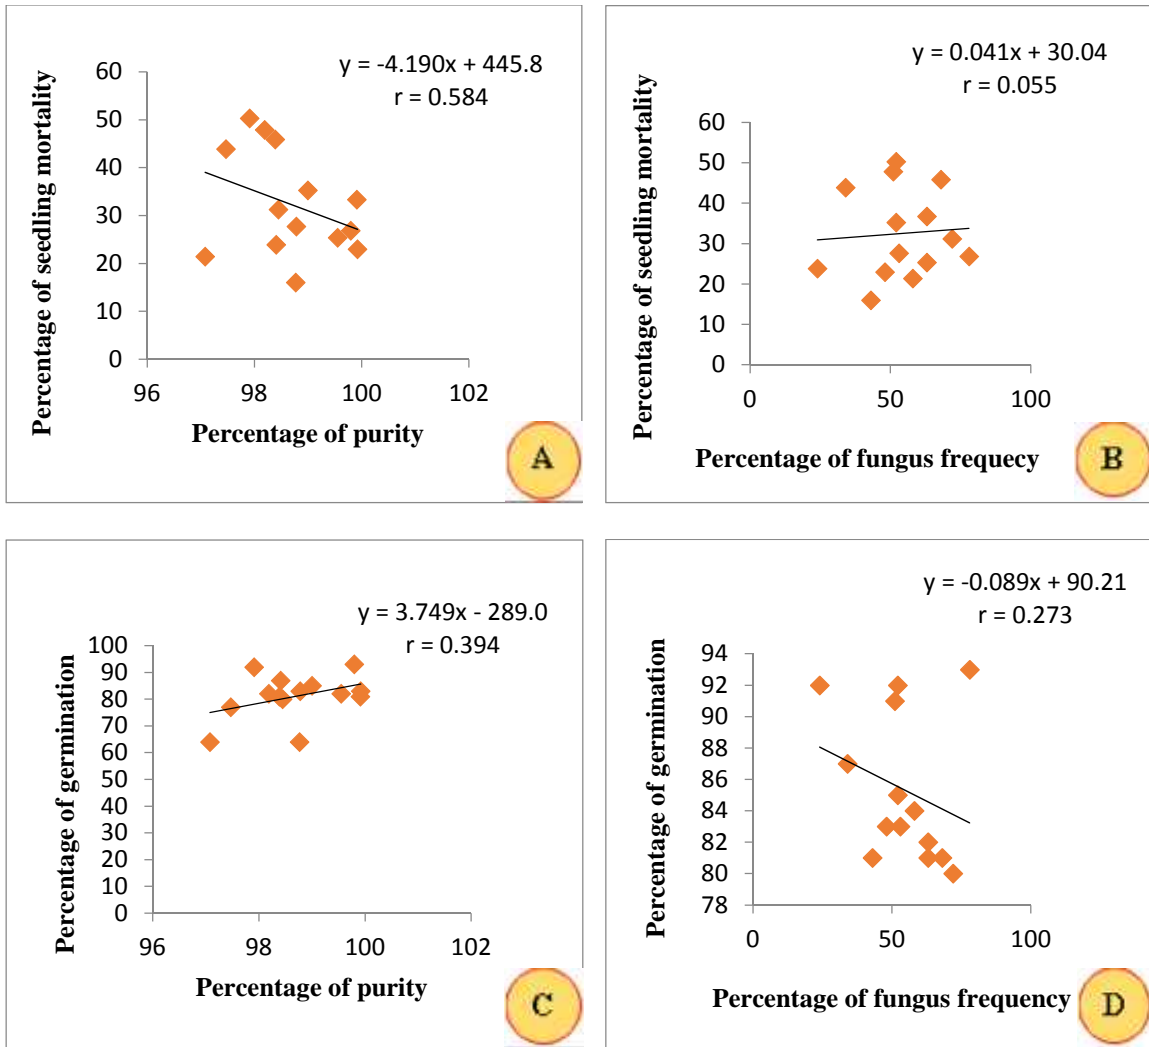 y = -4.190x + 445.8
r = 0.584
60
50
40
30
20
10
0
96
98
100
102
Percentage of seedling mortality
Percentage of purity
A
y = 0.041x + 30.04
r = 0.055
60
50
40
30
20
10
0
0
50
100
Percentage of seedling mortality
Percentage of fungus frequecy
B
y = 3.749x - 289.0
r = 0.394
100
90
80
70
60
50
40
30
20
10
0
96
98
100
102
Percentage of germination
Percentage of purity
C
y = -0.089x + 90.21
r = 0.273
94
92
90
88
86
84
82
80
78
0
50
100
Percentage of germination
Percentage of fungus frequency
D